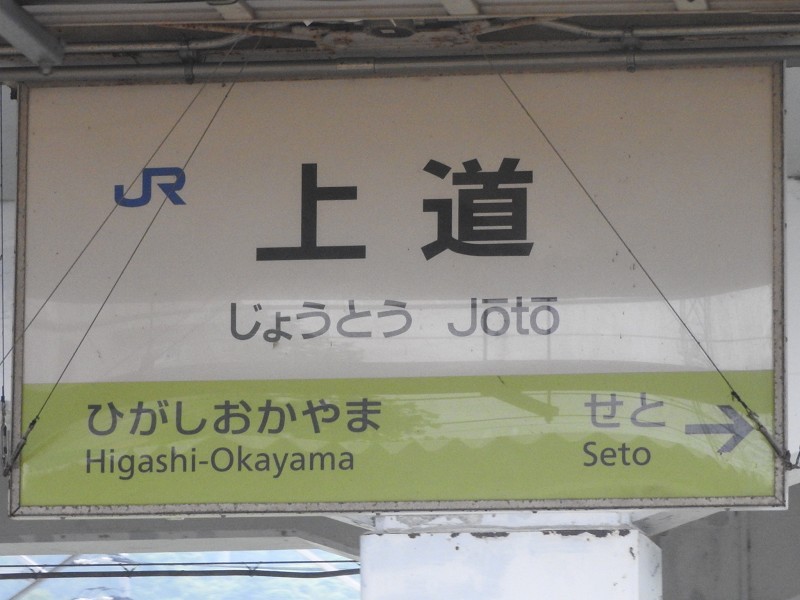 JR 上道
じょうとう Jōtō
ひがしおかやま せと →
Higashi-Okayama Seto